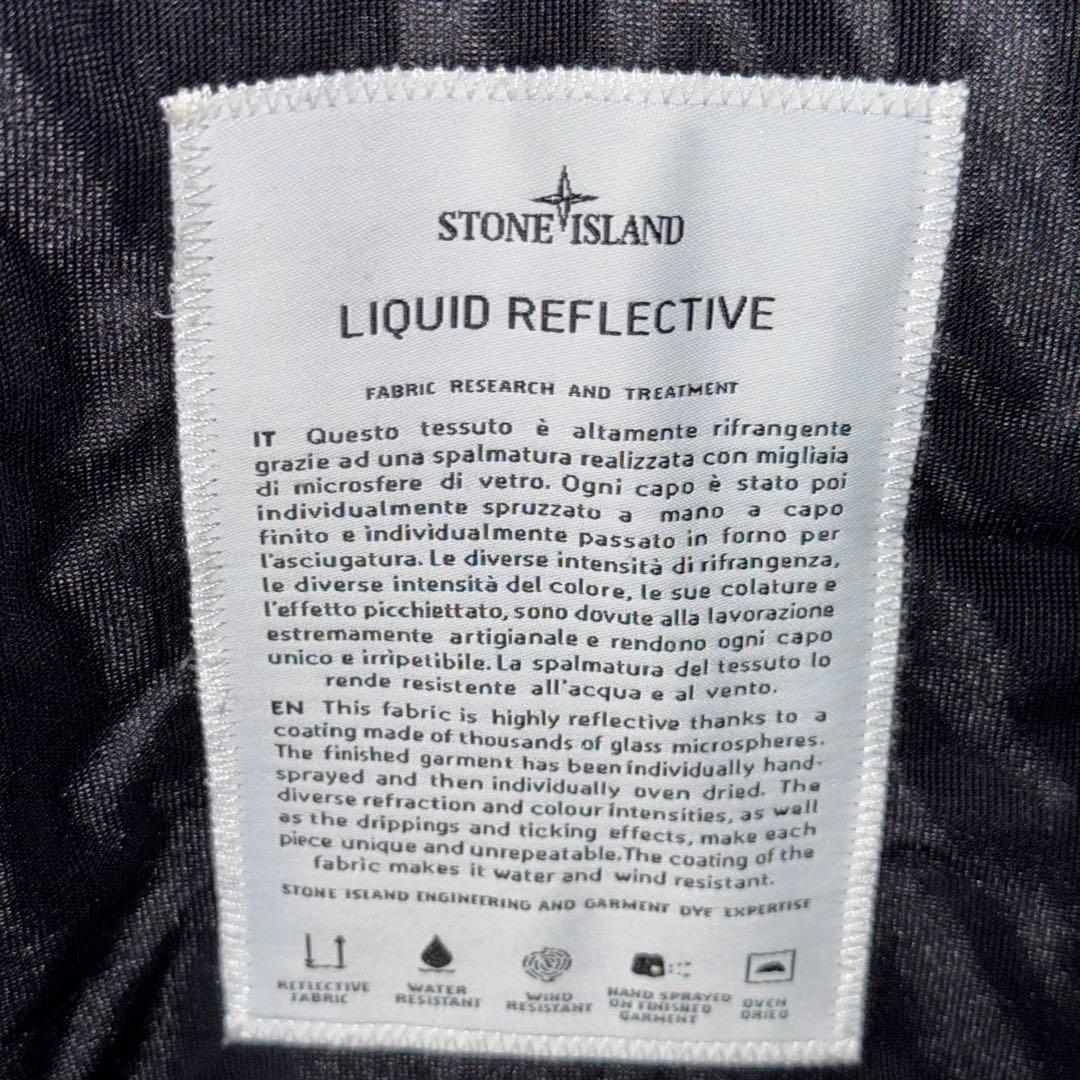 STONE ISLAND
LIQUID REFLECTIVE
FABRIC RESEARCH AND TREATMENT
IT Questo tessuto è altamente rifrangente
grazie ad una spalmatura realizzata con migliaia
di microsfere di vetro. Ogni capo è stato poi
individualmente spruzzato a mano a capo
finito e individualmente passato in forno per
l'asciugatura. Le diverse intensità di rifrangenza,
le diverse intensità del colore, le sue colature e
l'effetto picchiettato, sono dovute alla lavorazione
estremamente artigianale e rendono ogni capo
unico e irripetibile. La spalmatura del tessuto lo
rende resistente all'acqua e al vento.
EN This fabric is highly reflective thanks to a
coating made of thousands of glass microspheres.
The finished garment has been individually hand-
sprayed and then individually oven dried. The
diverse refraction and colour intensities, as well
as the drippings and ticking effects, make each
piece unique and unrepeatable. The coating of the
fabric makes it water and wind resistant.
STONE ISLAND ENGINEERING AND GARMENT DYE EXPERTISE
REFLECTIVE
FABRIC
WATER
RESISTANT
WIND
RESISTANT
HAND SPRAYED
ON FINISHED
GARMENT
OVEN
DRIED